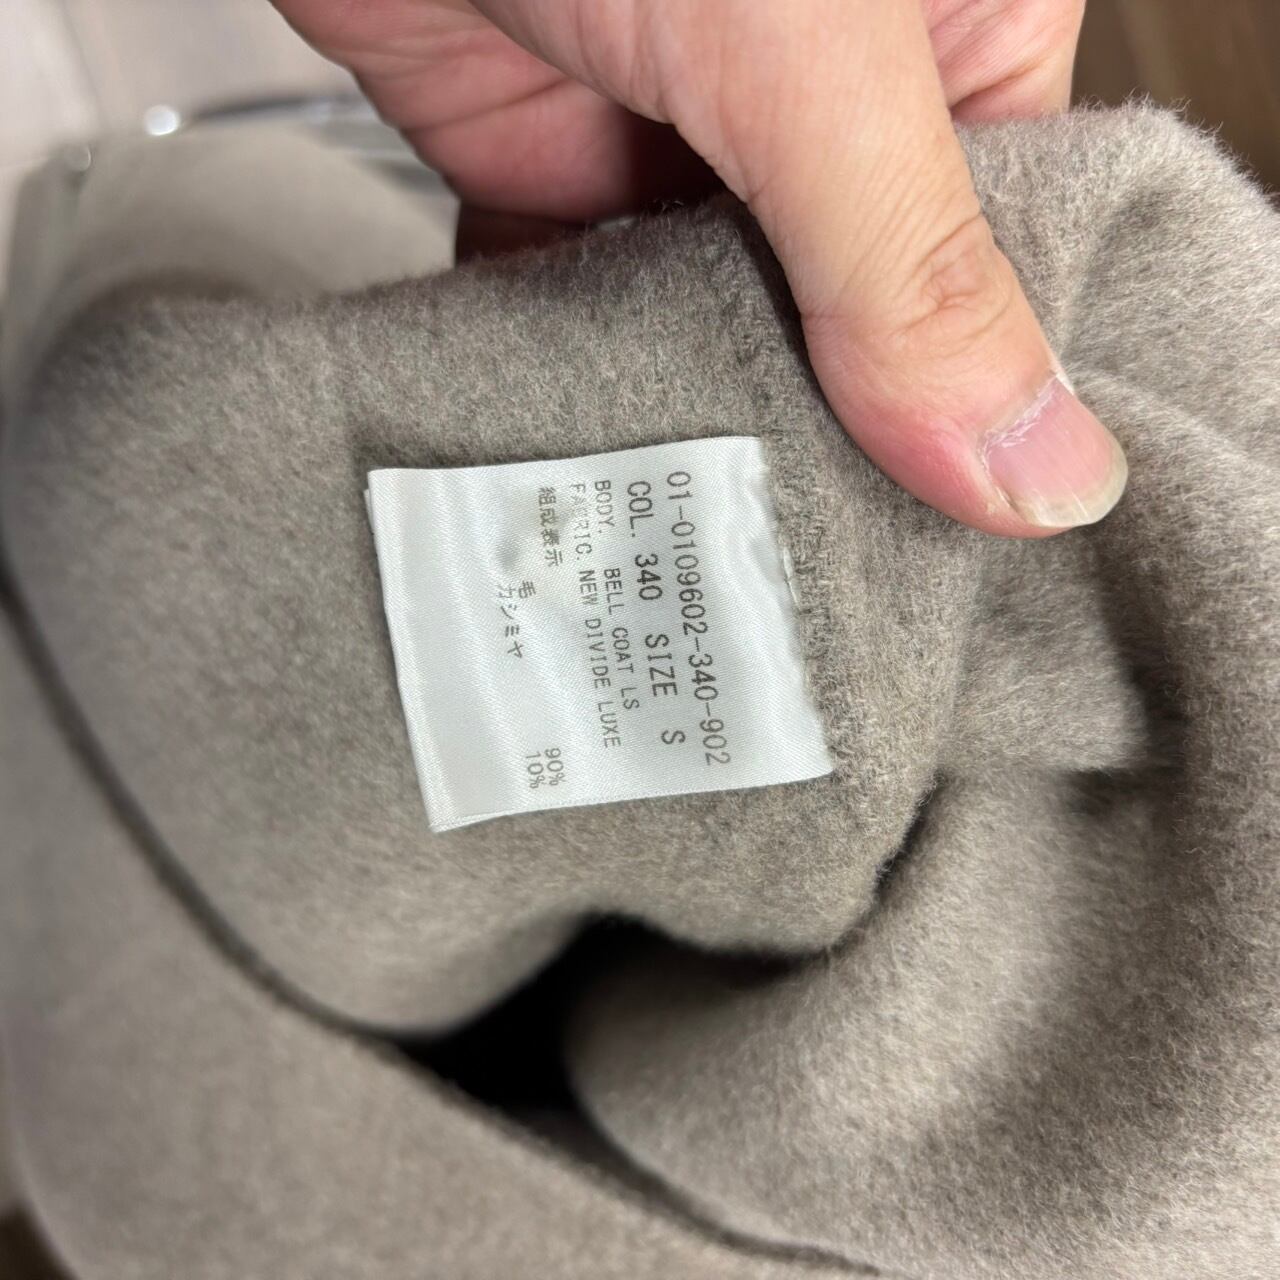 01-0109602-340-902
COL. 340 SIZE S
BODY. BELL COAT LS
FABRIC. NEW DIVIDE LUXE
組成表示
毛 90%
カシミヤ 10%